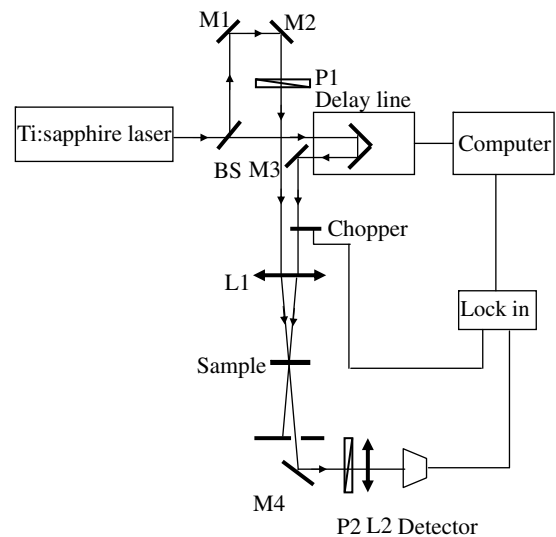 M1
M2
P1
Delay line
Ti:sapphire laser
BS
M3
Computer
Chopper
L1
Lock in
Sample
M4
P2 L2 Detector